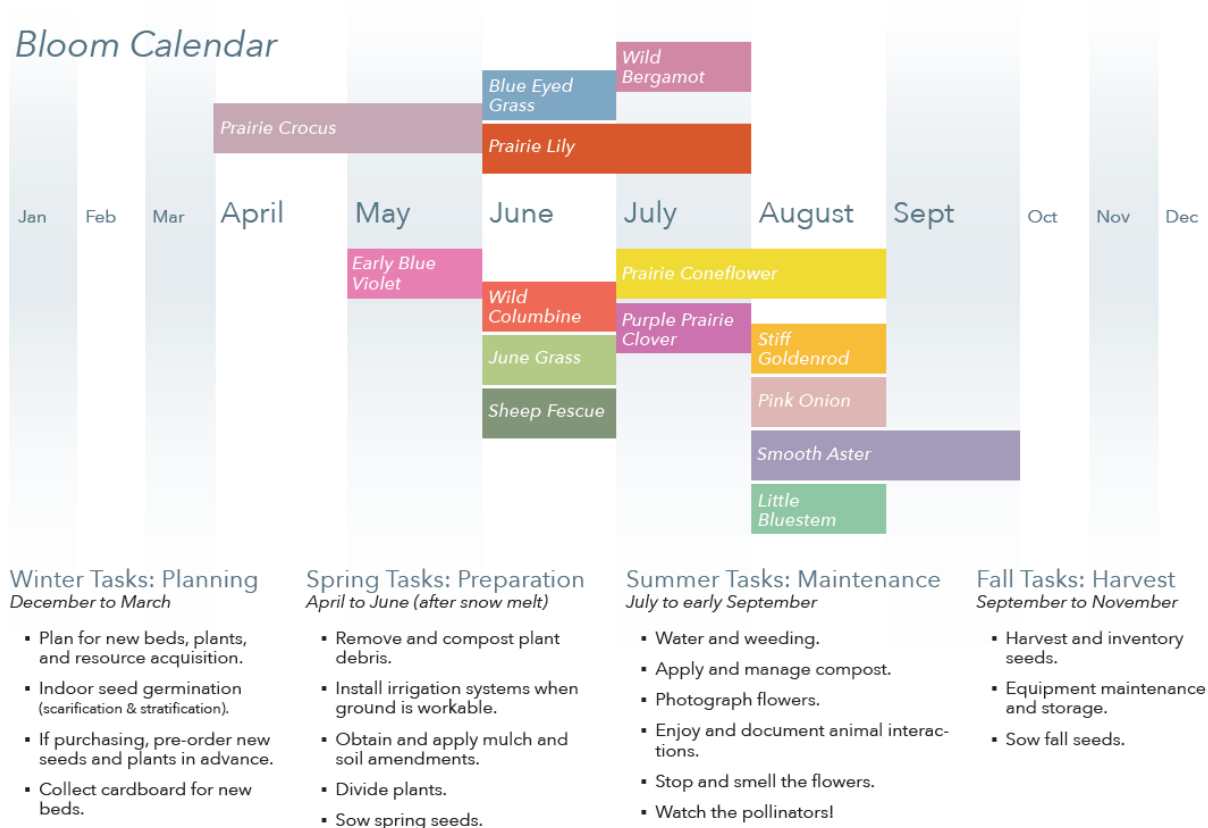 Bloom Calendar
Wild
Bergamot
Blue Eyed
Grass
Prairie Crocus
Prairie Lily
Jan Feb Mar April May June July August Sept Oct Nov Dec
Early Blue
Violet
Prairie Coneflower
Wild
Columbine
Purple Prairie
Clover
Stiff
Goldenrod
June Grass
Pink Onion
Sheep Fescue
Smooth Aster
Little
Bluestem
Winter Tasks: Planning
December to March
▪ Plan for new beds, plants,
and resource acquisition.
▪ Indoor seed germination
(scarification & stratification).
▪ If purchasing, pre-order new
seeds and plants in advance.
▪ Collect cardboard for new
beds.
Spring Tasks: Preparation
April to June (after snow melt)
▪ Remove and compost plant
debris.
▪ Install irrigation systems when
ground is workable.
▪ Obtain and apply mulch and
soil amendments.
▪ Divide plants.
▪ Sow spring seeds.
Summer Tasks: Maintenance
July to early September
▪ Water and weeding.
▪ Apply and manage compost.
▪ Photograph flowers.
▪ Enjoy and document animal interac-
tions.
▪ Stop and smell the flowers.
▪ Watch the pollinators!
Fall Tasks: Harvest
September to November
▪ Harvest and inventory
seeds.
▪ Equipment maintenance
and storage.
▪ Sow fall seeds.